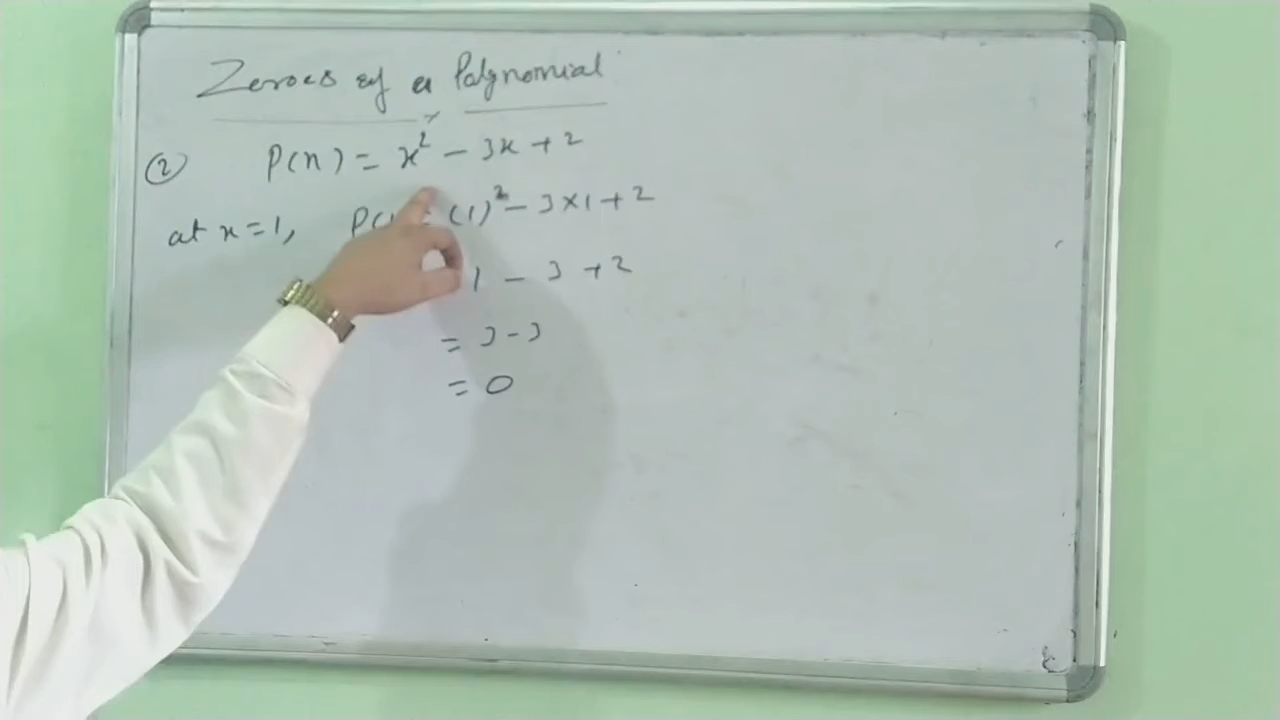 Zeroes of a Polynomial
② P(x) = x² - 3x + 2
at x = 1, P(1) = (1)² - 3×1 + 2
1 - 3 + 2
= 3 - 3
= 0